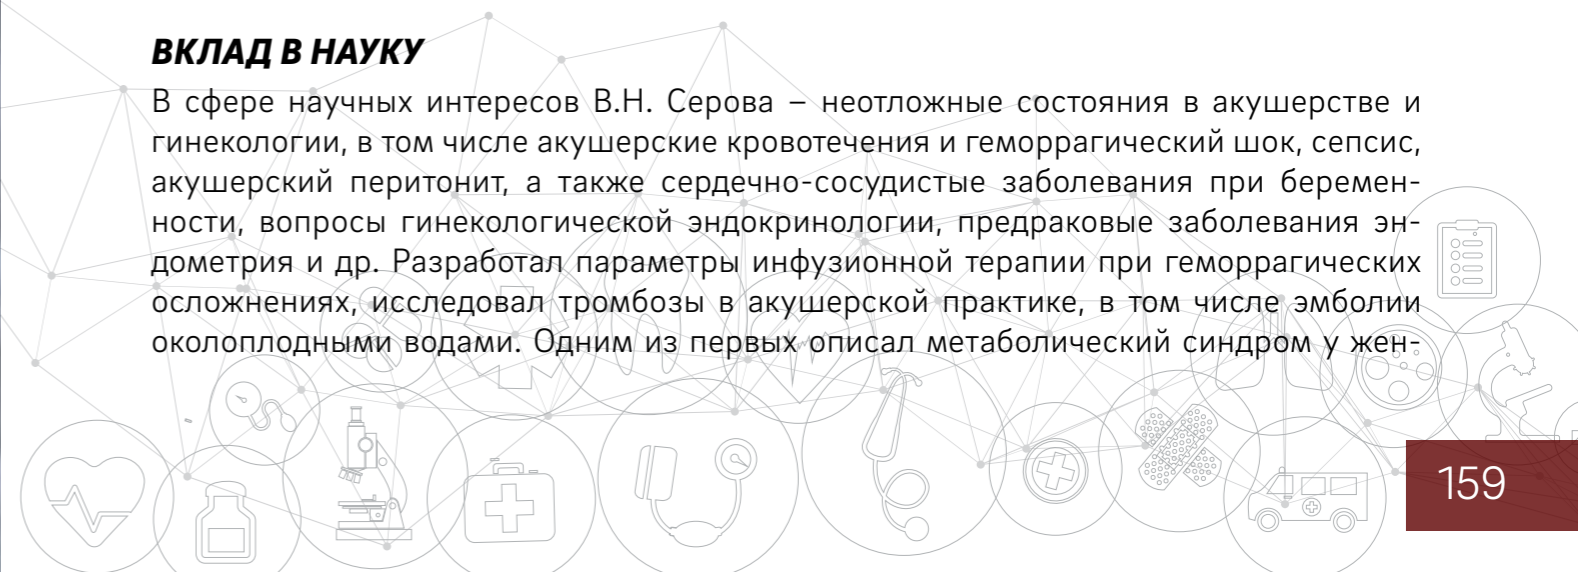 ВКЛАД В НАУКУ
В сфере научных интересов В.Н. Серова – неотложные состояния в акушерстве и
гинекологии, в том числе акушерские кровотечения и геморрагический шок, сепсис,
акушерский перитонит, а также сердечно-сосудистые заболевания при беремен-
ности, вопросы гинекологической эндокринологии, предраковые заболевания эн-
дометрия и др. Разработал параметры инфузионной терапии при геморрагических
осложнениях, исследовал тромбозы в акушерской практике, в том числе эмболии
околоплодными водами. Одним из первых описал метаболический синдром у жен-
159